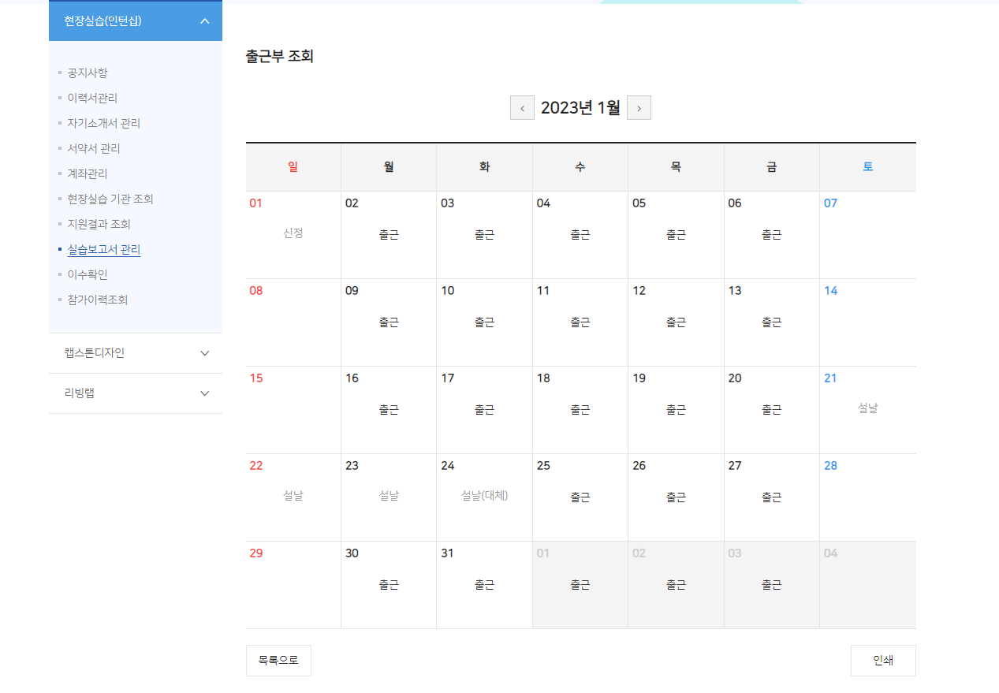 현장실습(인턴십)
공지사항
이력서관리
자기소개서 관리
서약서 관리
계좌관리
현장실습 기관 조회
지원결과 조회
실습보고서 관리
이수확인
참가이력조회
캡스톤디자인
리빙랩
출근부 조회
‹ 2023년 1월 ›
일 월 화 수 목 금 토
01 02 03 04 05 06 07
신정 출근 출근 출근 출근 출근
08 09 10 11 12 13 14
출근 출근 출근 출근 출근
15 16 17 18 19 20 21
출근 출근 출근 출근 출근 설날
22 23 24 25 26 27 28
설날 설날 설날(대체) 출근 출근 출근
29 30 31 01 02 03 04
출근 출근 출근 출근 출근
목록으로 인쇄